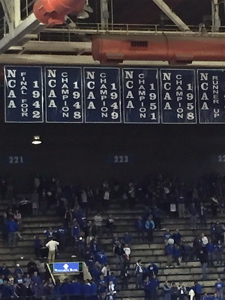 NCAA FINAL FOUR 1942
NCAA CHAMPION 1948
NCAA CHAMPION 1949
NCAA CHAMPION 1951
NCAA CHAMPION 1958
NCAA RUNNER UP
221
223